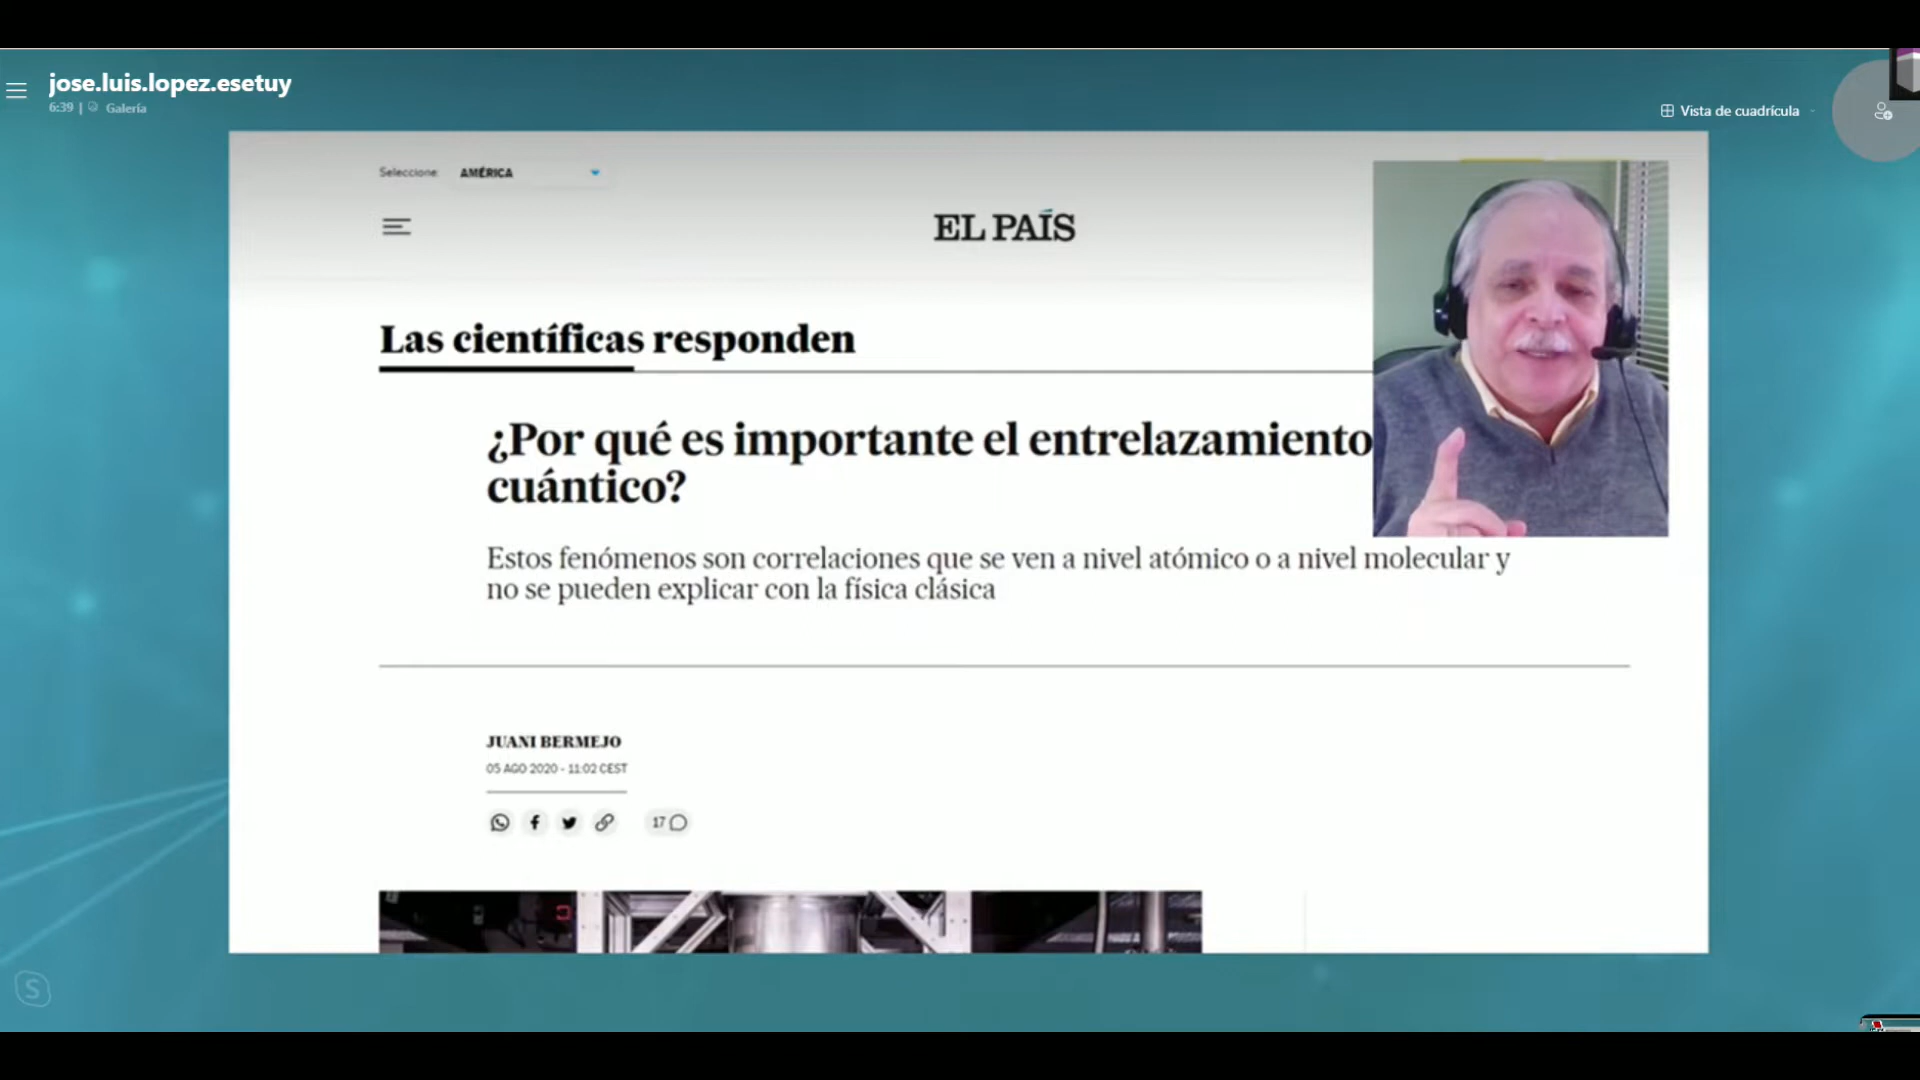 jose.luis.lopez.esetuy
6:39 | Galería
Vista de cuadrícula
Seleccione: AMÉRICA
EL PAÍS
Las científicas responden
¿Por qué es importante el entrelazamiento
cuántico?
Estos fenómenos son correlaciones que se ven a nivel atómico o a nivel molecular y
no se pueden explicar con la física clásica
JUANI BERMEJO
05 AGO 2020 - 11:02 CEST
17